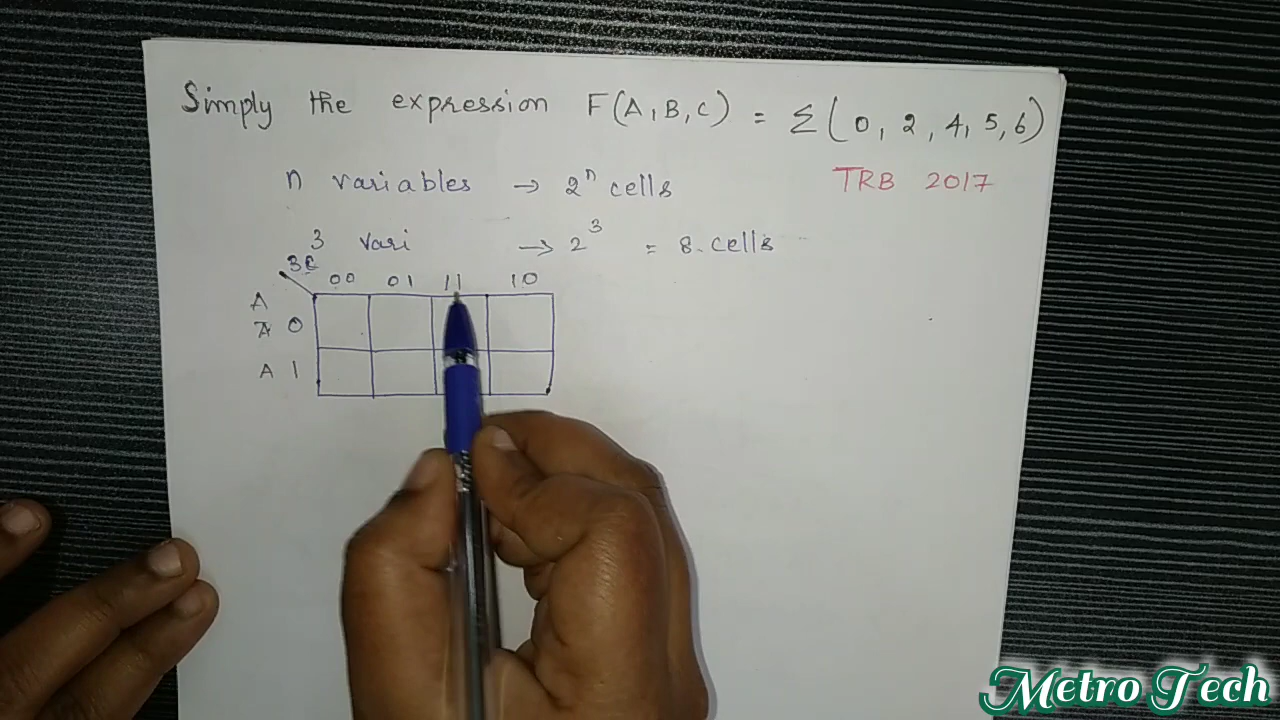 Simply the expression F(A,B,C) = Σ(0,2,4,5,6)
TRB 2017
n variables → 2ⁿ cells
3 vari → 2³ = 8 cells
BC 00 01 11 10
A
Ā 0
A 1
Metro Tech